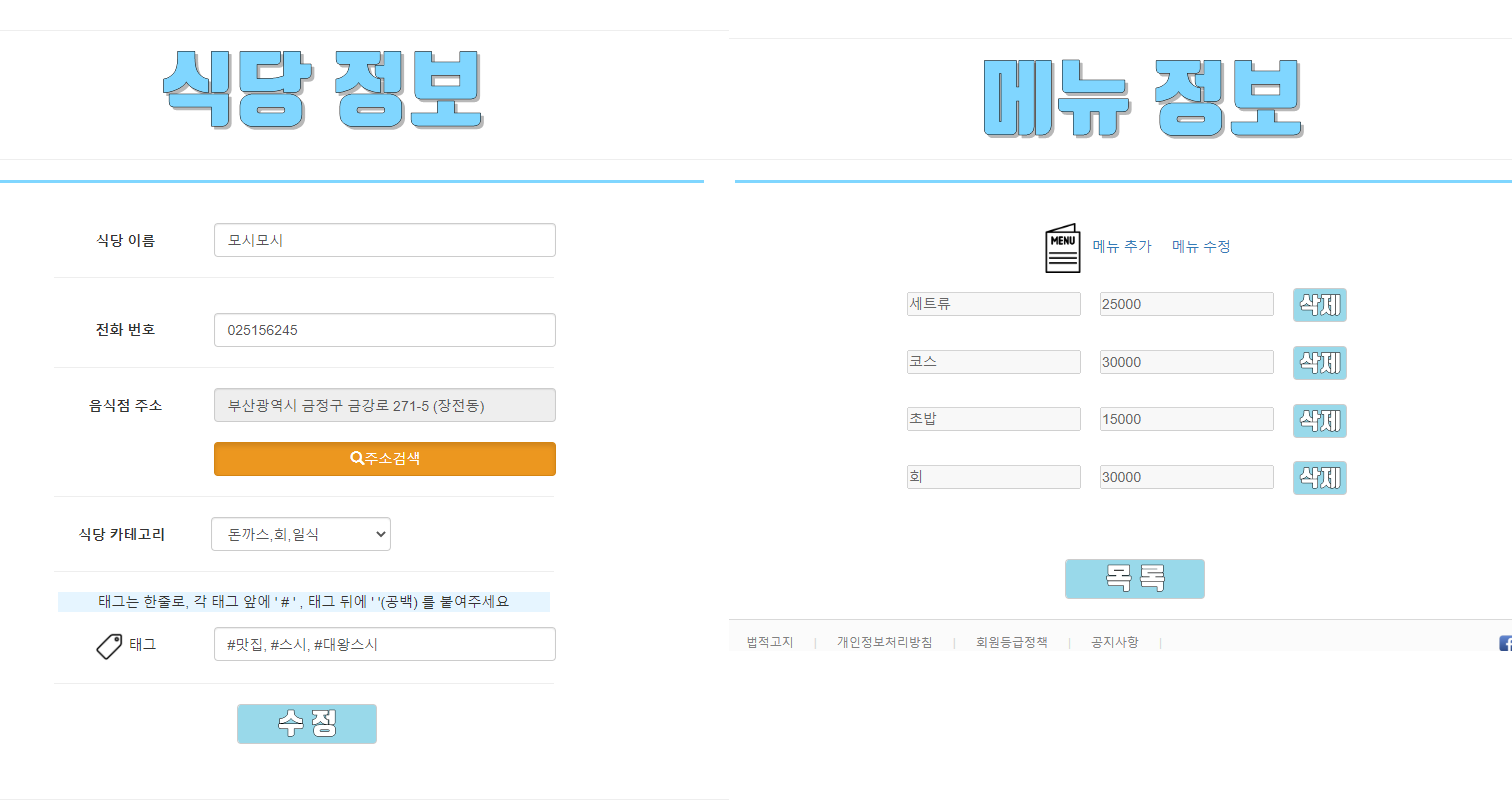 식당 정보
식당 이름
모시모시
전화 번호
025156245
음식점 주소
부산광역시 금정구 금강로 271-5 (장전동)
주소검색
식당 카테고리
돈까스,회,일식
태그는 한줄로, 각 태그 앞에 ' # ' , 태그 뒤에 ' '(공백) 를 붙여주세요
태그
#맛집, #스시, #대왕스시
수 정
메뉴 정보
MENU 메뉴 추가 메뉴 수정
세트류 25000 삭제
코스 30000 삭제
초밥 15000 삭제
회 30000 삭제
목 록
법적고지 | 개인정보처리방침 | 회원등급정책 | 공지사항 |